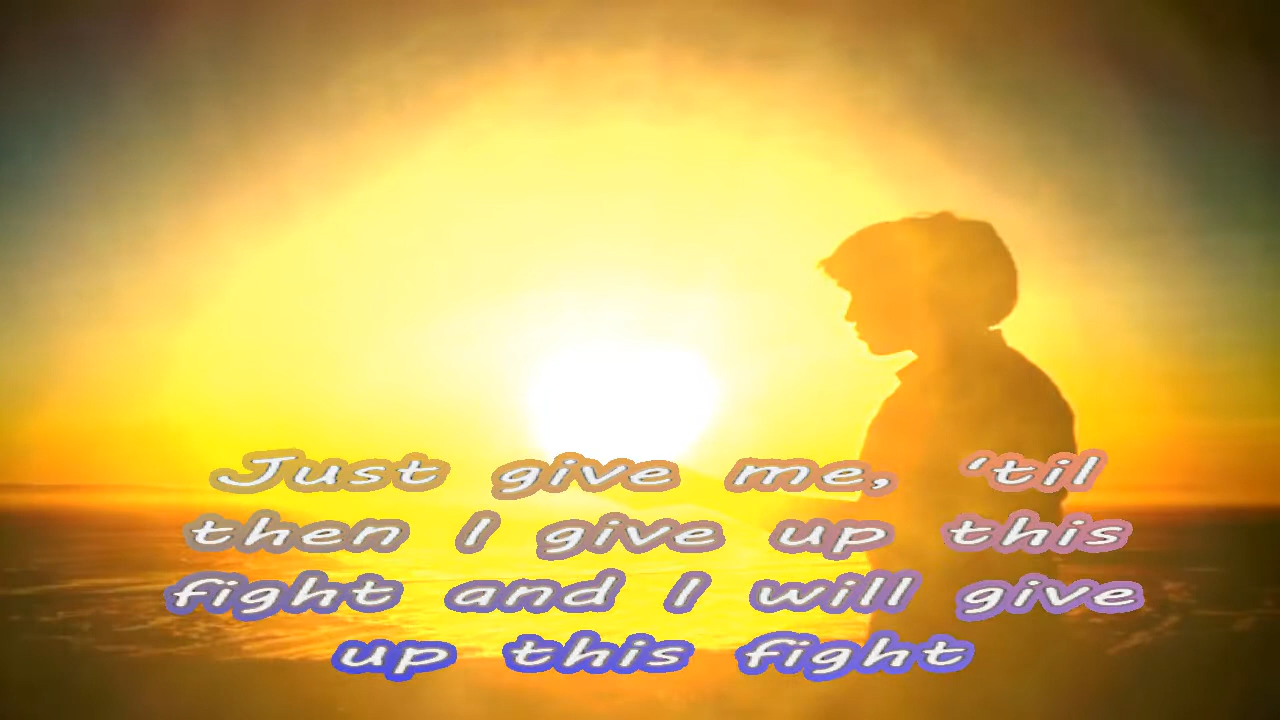 Just give me, 'til
then I give up this
fight and I will give
up this fight